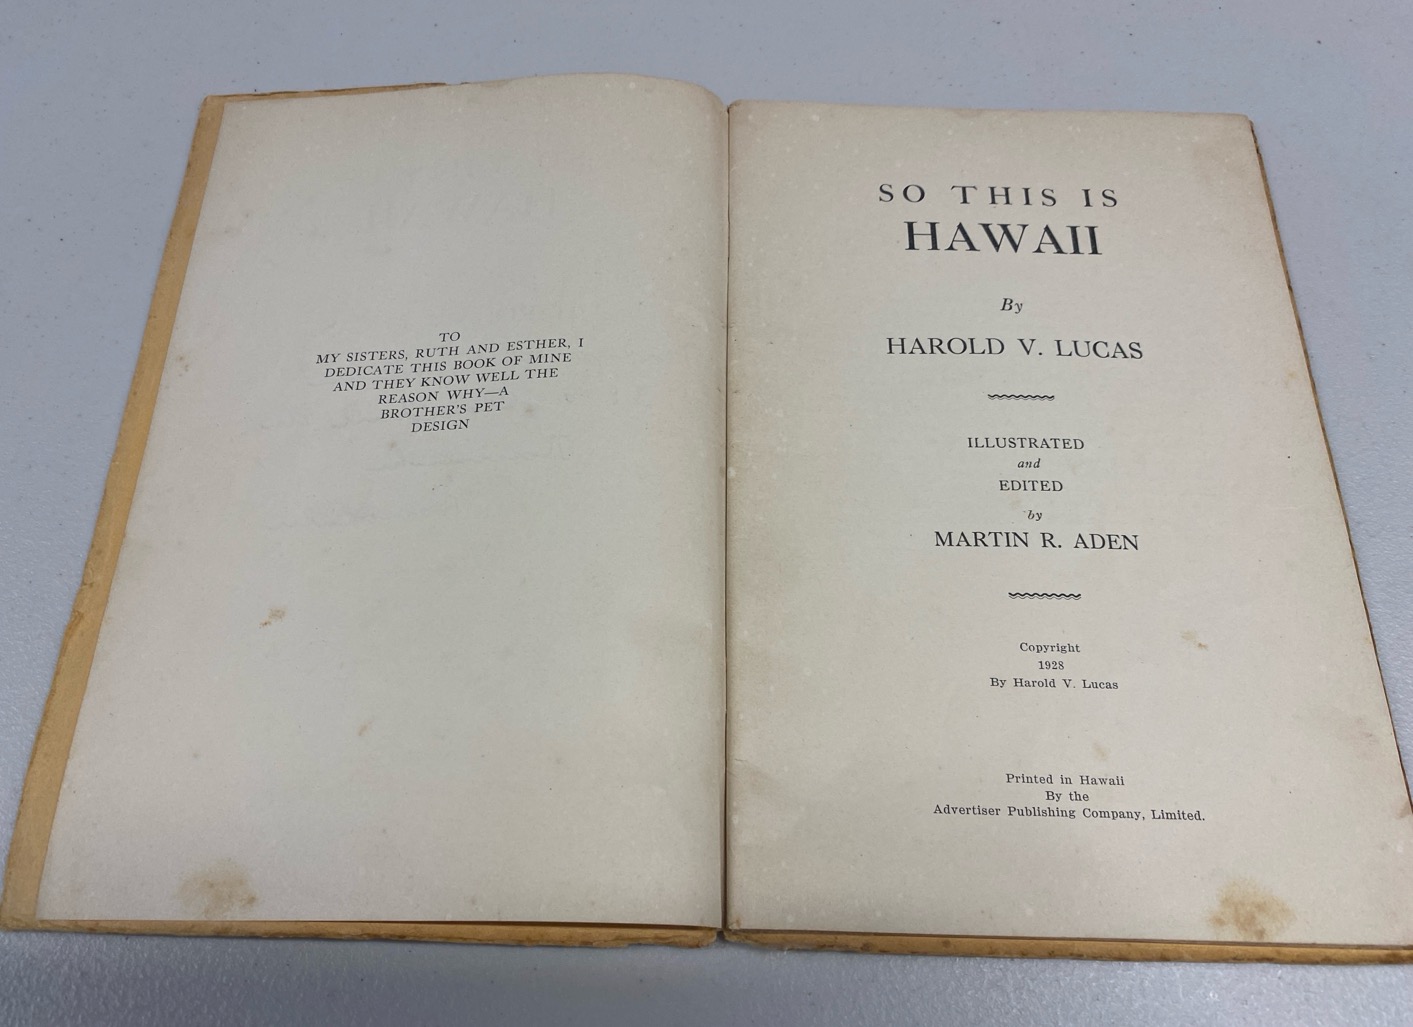 TO
MY SISTERS, RUTH AND ESTHER, I
DEDICATE THIS BOOK OF MINE
AND THEY KNOW WELL THE
REASON WHY—A
BROTHER'S PET
DESIGN
SO THIS IS
HAWAII
By
HAROLD V. LUCAS
ILLUSTRATED
and
EDITED
by
MARTIN R. ADEN
Copyright
1928
By Harold V. Lucas
Printed in Hawaii
By the
Advertiser Publishing Company, Limited.